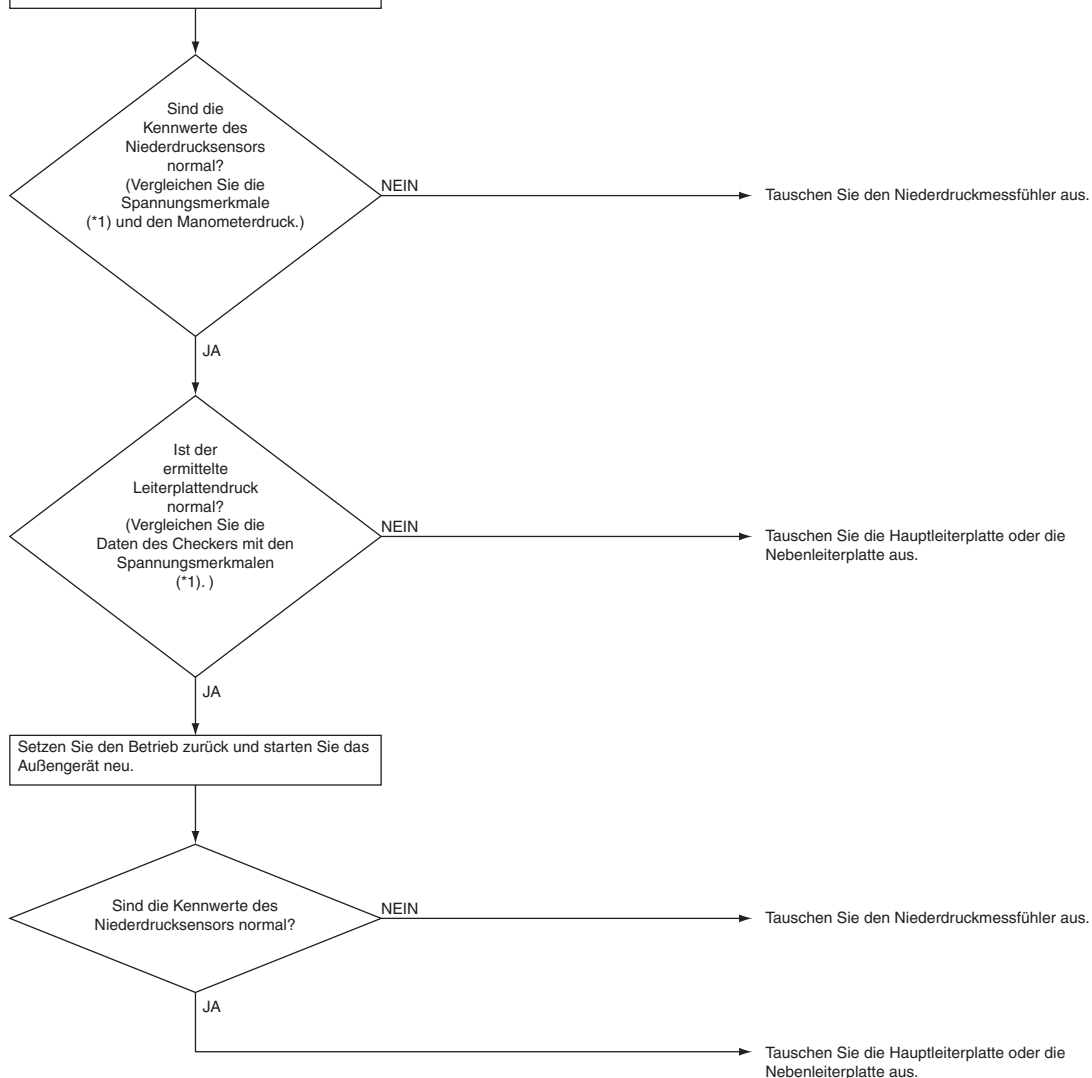 Sind die
Kennwerte des
Niederdrucksensors
normal?
(Vergleichen Sie die
Spannungsmerkmale
(*1) und den Manometerdruck.)
NEIN
Tauschen Sie den Niederdruckmessfühler aus.
JA
Ist der
ermittelte
Leiterplattendruck
normal?
(Vergleichen Sie die
Daten des Checkers mit den
Spannungsmerkmalen
(*1). )
NEIN
Tauschen Sie die Hauptleiterplatte oder die
Nebenleiterplatte aus.
JA
Setzen Sie den Betrieb zurück und starten Sie das
Außengerät neu.
Sind die Kennwerte des
Niederdrucksensors normal?
NEIN
Tauschen Sie den Niederdruckmessfühler aus.
JA
Tauschen Sie die Hauptleiterplatte oder die
Nebenleiterplatte aus.